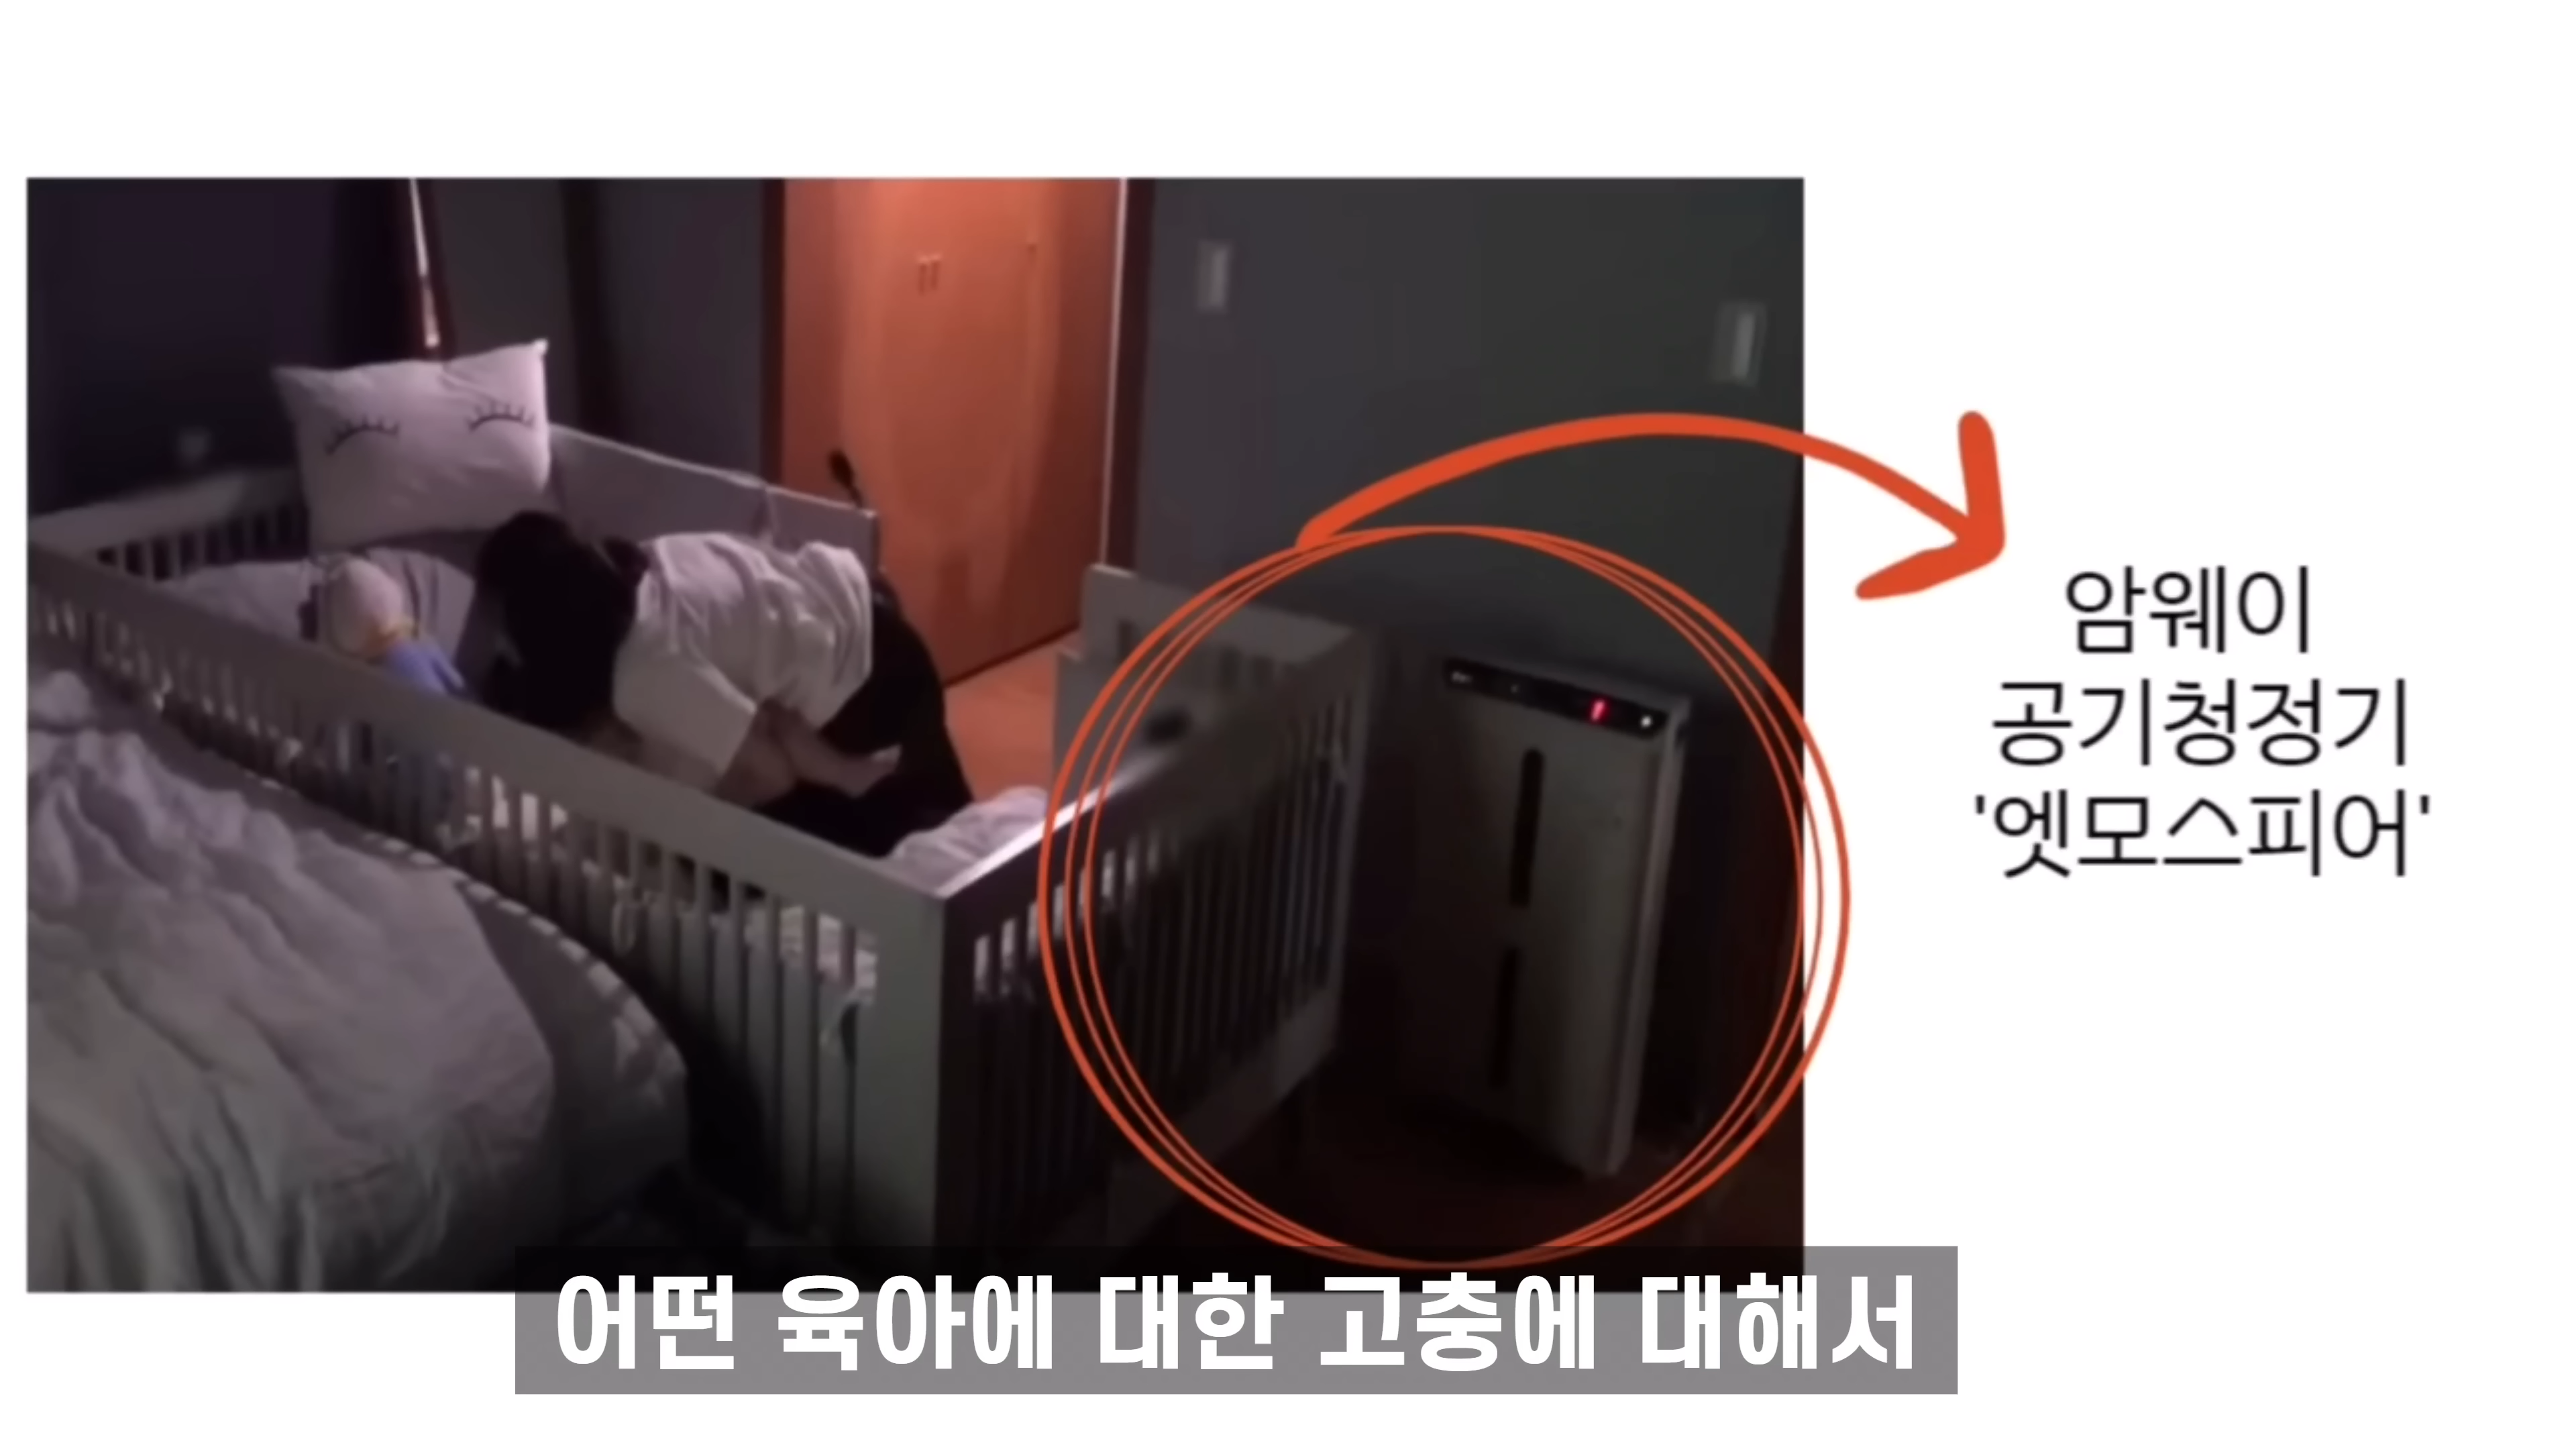 암웨이
공기청정기
'엣모스피어'
어떤 육아에 대한 고충에 대해서